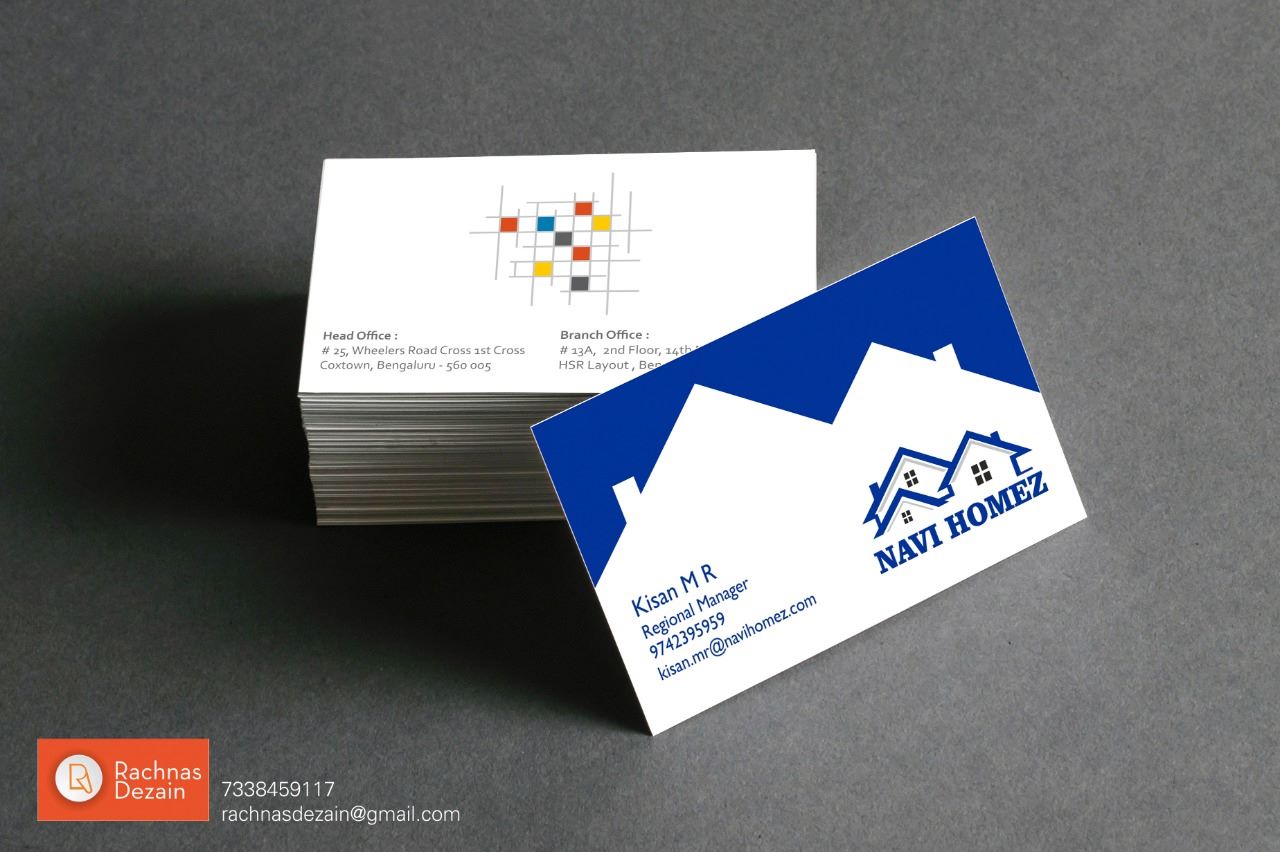 Head Office :
# 25, Wheelers Road Cross 1st Cross
Coxtown, Bengaluru - 560 005
Branch Office :
# 13A, 2nd Floor, 14th
HSR Layout ,
NAVI HOMEZ
Kisan M R
Regional Manager
9742395959
kisan.mr@navihomez.com
Rachnas
Dezain
7338459117
rachnasdezain@gmail.com